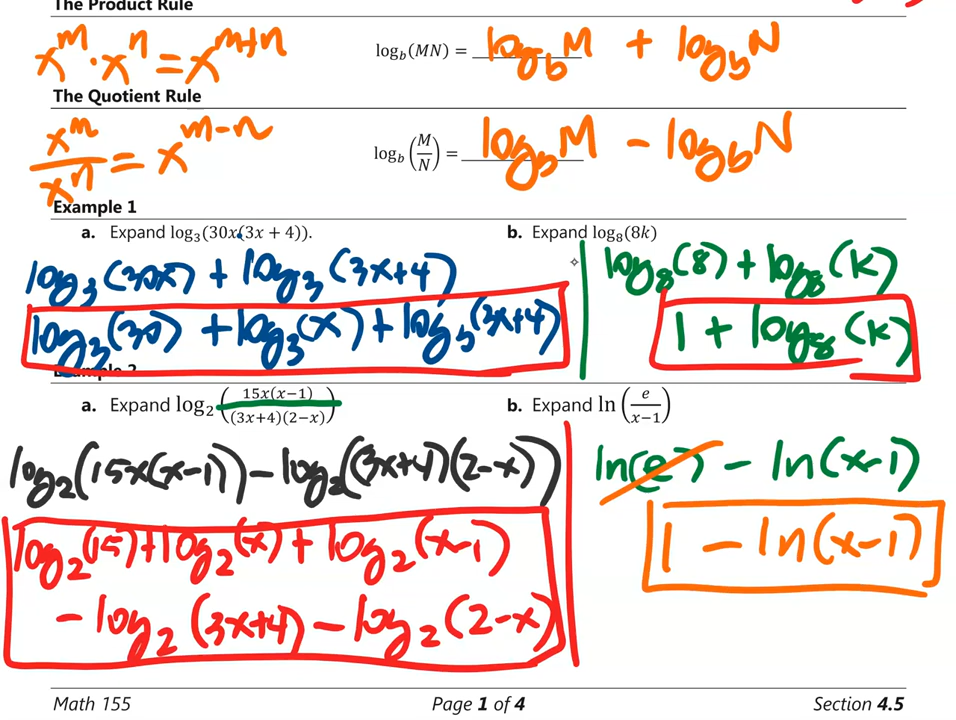 The Product Rule
x^m · x^n = x^{m+n} log_b(MN) = log_b M + log_b N
The Quotient Rule
x^m/x^n = x^{m-n} log_b(M/N) = log_b M - log_b N
Example 1
a. Expand log_3(30x(3x + 4)). b. Expand log_8(8k)
log_3(30x) + log_3(3x+4) log_8(8) + log_8(k)
log_3(30) + log_3(x) + log_3(3x+4) 1 + log_8(k)
Example 2
a. Expand log_2(15x(x−1)/(3x+4)(2−x)) b. Expand ln(e/x−1)
log_2(15x(x-1)) - log_2((3x+4)(2-x)) ln(e) - ln(x-1)
log_2(15) + log_2(x) + log_2(x-1) 1 - ln(x-1)
- log_2(3x+4) - log_2(2-x)
Math 155 Page 1 of 4 Section 4.5